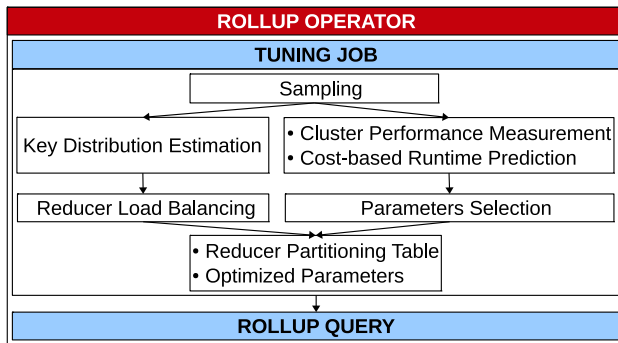 ROLLUP OPERATOR
TUNING JOB
Sampling
Key Distribution Estimation
• Cluster Performance Measurement
• Cost-based Runtime Prediction
Reducer Load Balancing
Parameters Selection
• Reducer Partitioning Table
• Optimized Parameters
ROLLUP QUERY